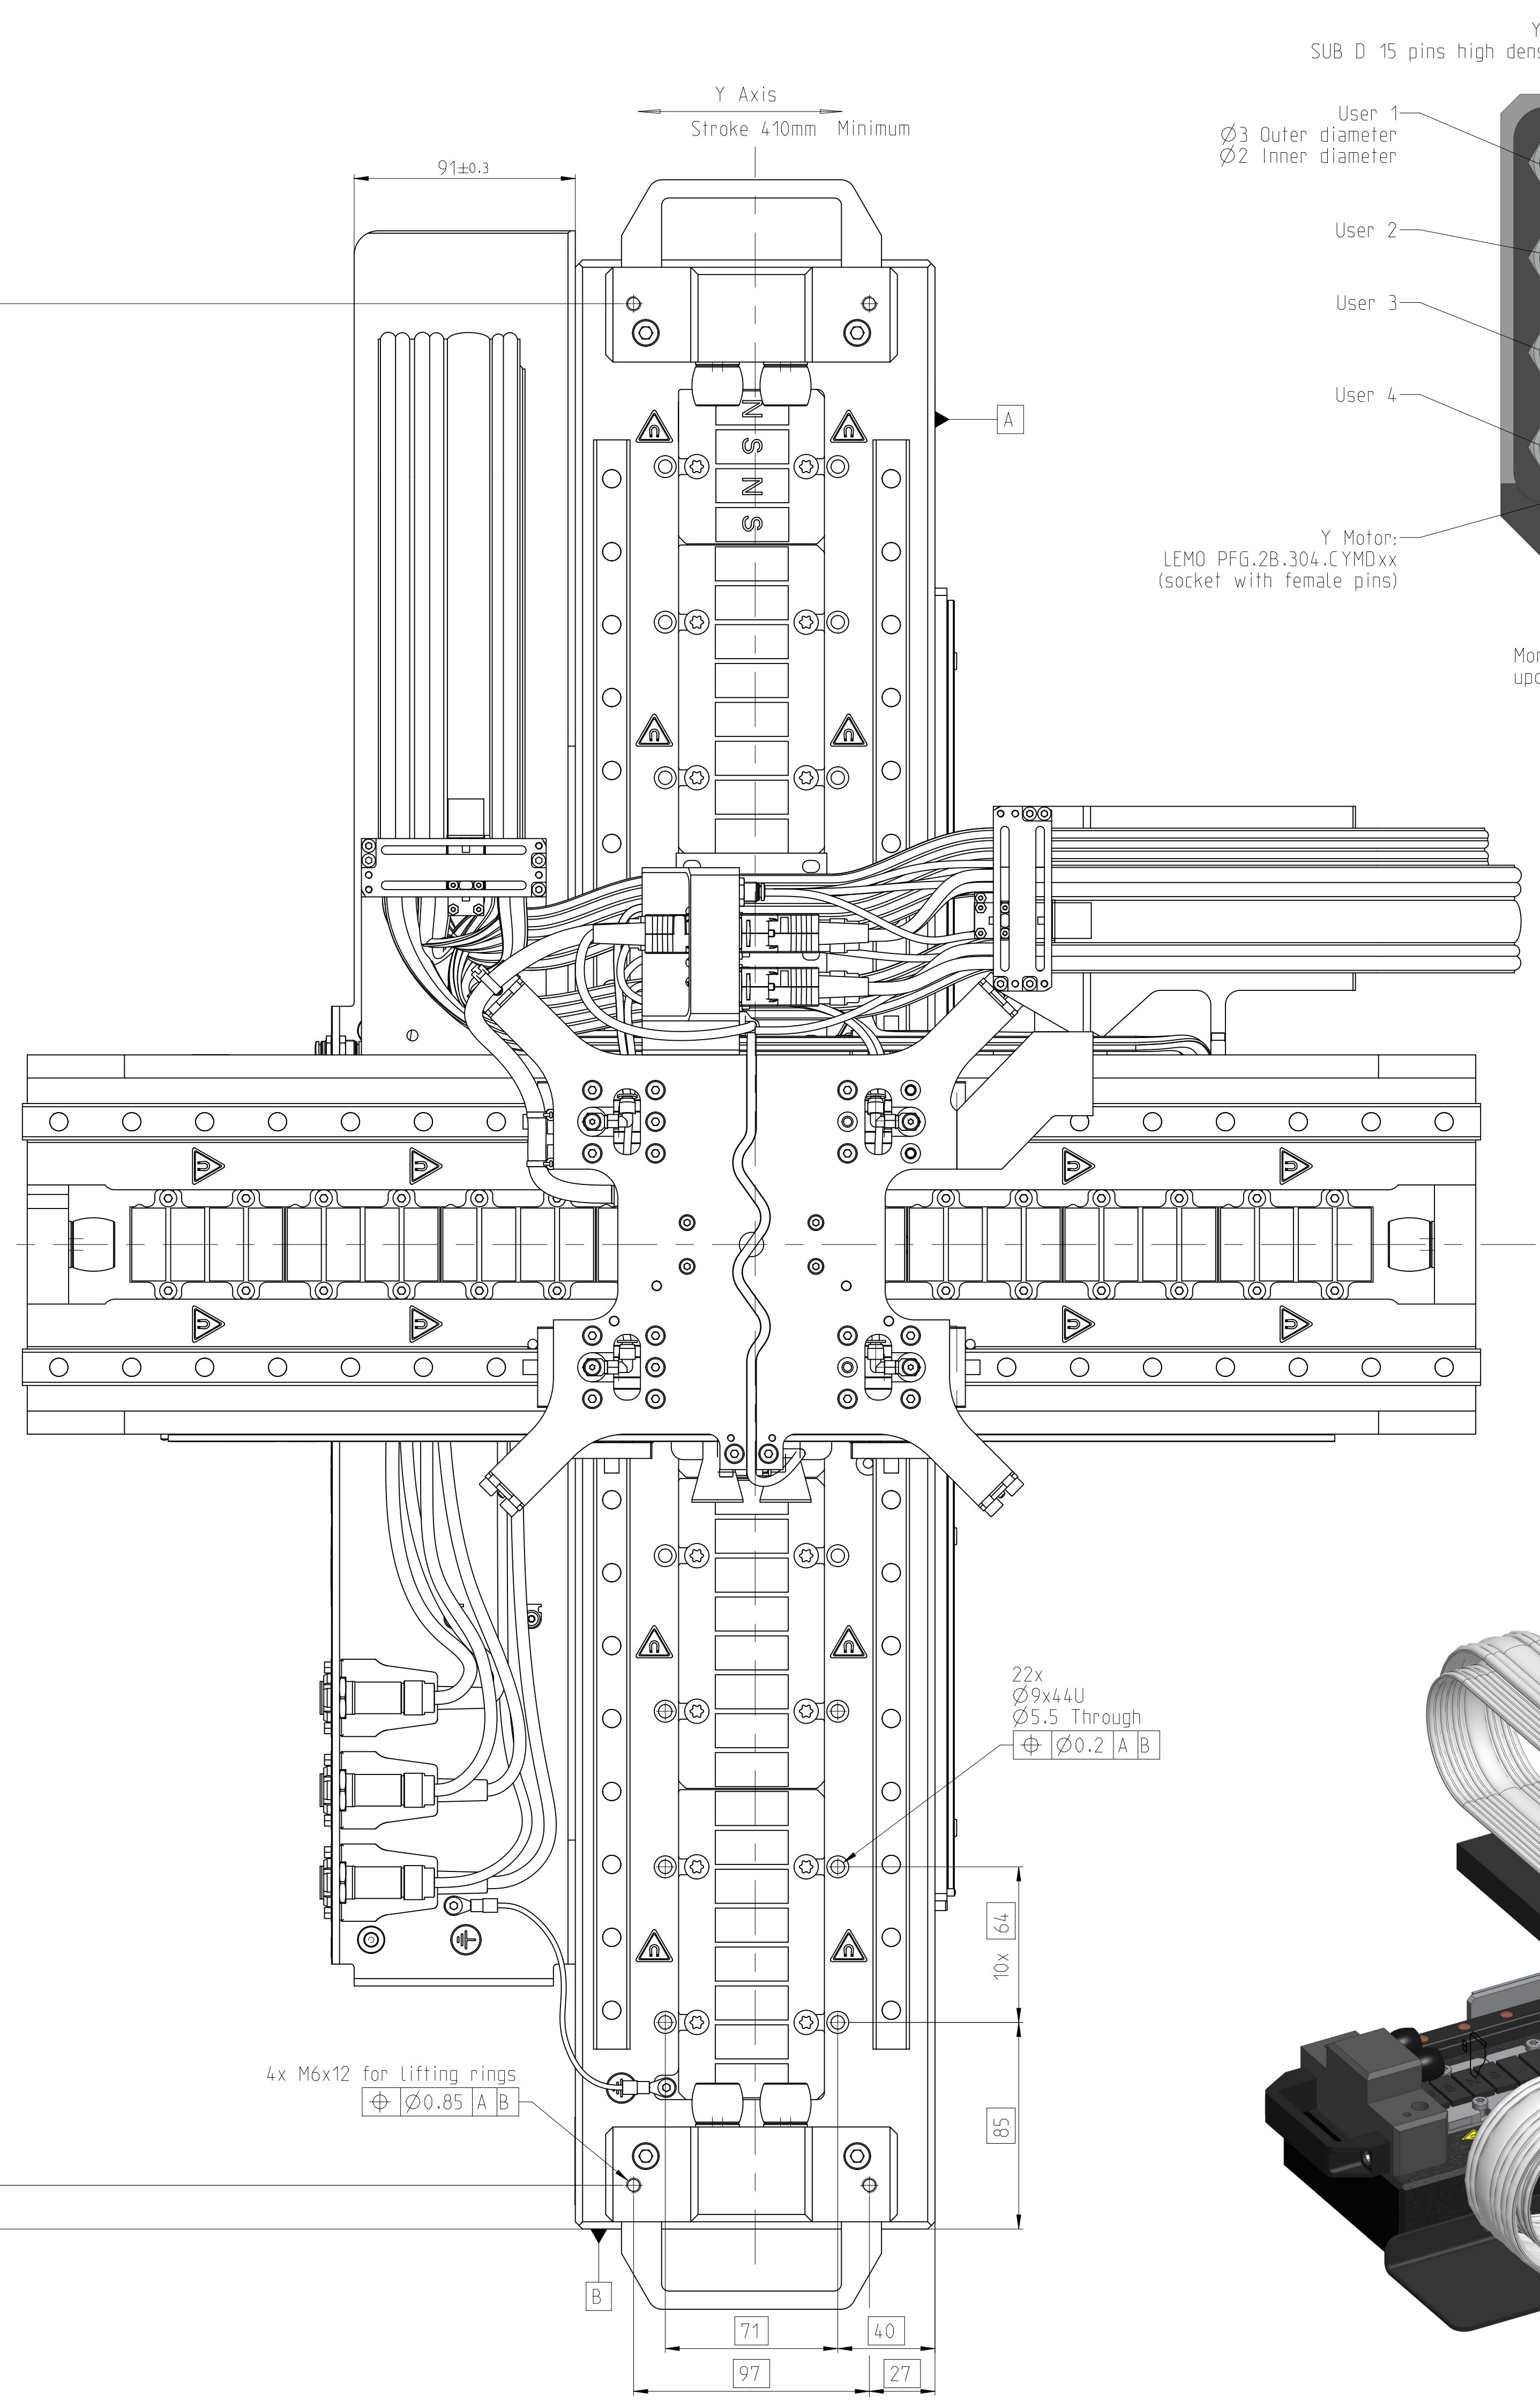 Y
SUB D 15 pins high dens
Y Axis
Stroke 410mm Minimum
User 1
Ø3 Outer diameter
Ø2 Inner diameter
91±0.3
User 2
User 3
User 4
A
N
S
N
S
Y Motor:
LEMO PFG.2B.304.CYMDxx
(socket with female pins)
Mor
upo
22x
Ø9x44U
Ø5.5 Through
⌖ Ø0.2 A B
10x 64
4x M6x12 for lifting rings
⌖ Ø0.85 A B
85
B
71
40
97
27